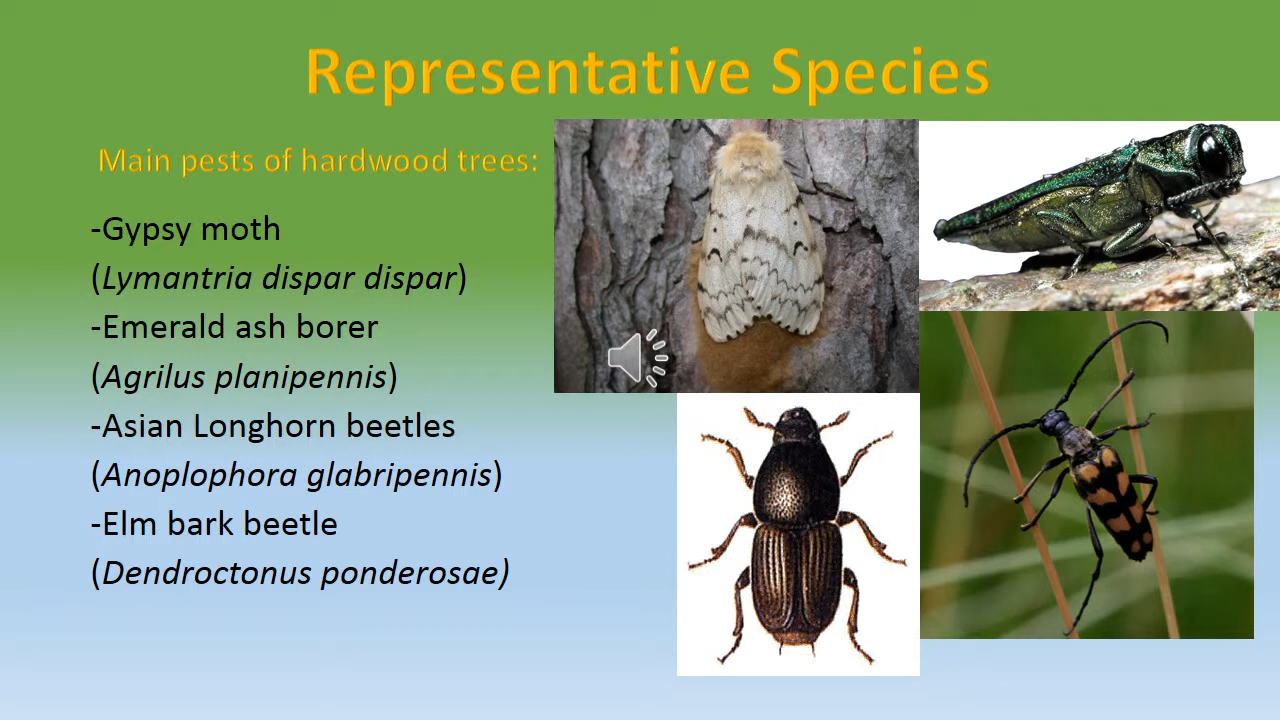 Representative Species
Main pests of hardwood trees:
-Gypsy moth
(Lymantria dispar dispar)
-Emerald ash borer
(Agrilus planipennis)
-Asian Longhorn beetles
(Anoplophora glabripennis)
-Elm bark beetle
(Dendroctonus ponderosae)